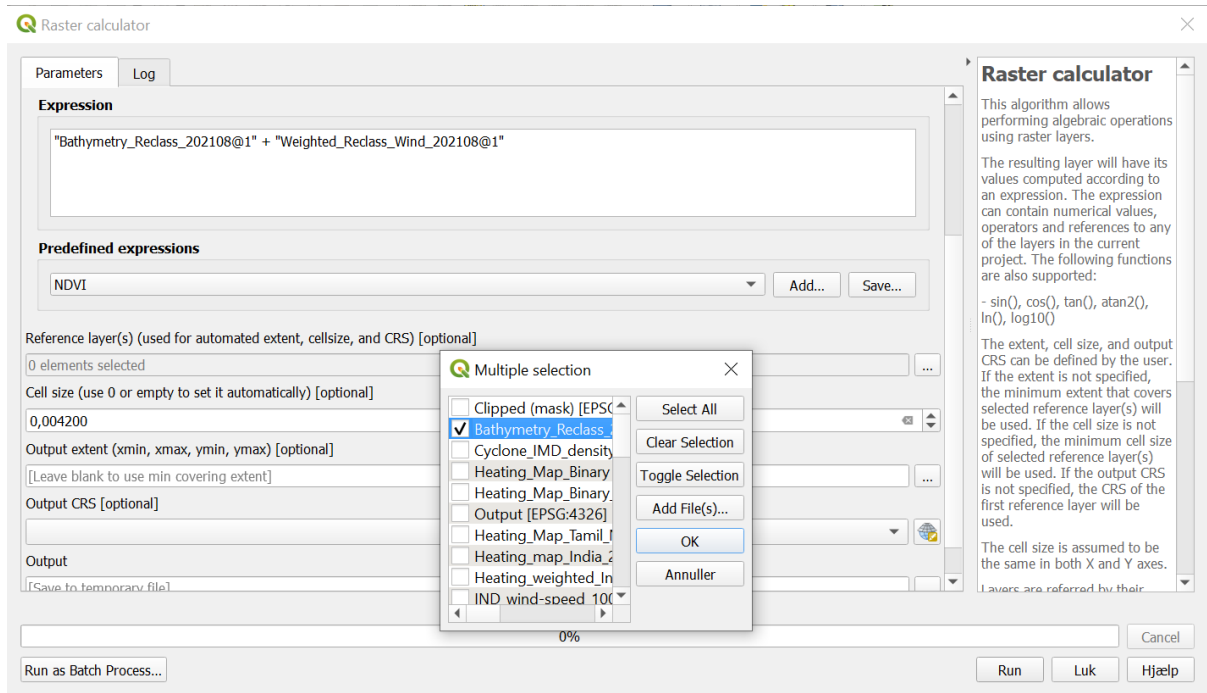 Raster calculator
Parameters
Log
Expression
"Bathymetry_Reclass_202108@1" + "Weighted_Reclass_Wind_202108@1"
Predefined expressions
NDVI
Add...
Save...
Reference layer(s) (used for automated extent, cellsize, and CRS) [optional]
0 elements selected
...
Cell size (use 0 or empty to set it automatically) [optional]
0,004200
Output extent (xmin, xmax, ymin, ymax) [optional]
[Leave blank to use min covering extent]
...
Output CRS [optional]
Output
[Save to temporary file]
Multiple selection
Clipped (mask) [EPSG
Bathymetry_Reclass_
Cyclone_IMD_density
Heating_Map_Binary
Heating_Map_Binary_
Output [EPSG:4326]
Heating_Map_Tamil_
Heating_map_India_2
Heating_weighted_In
IND_wind-speed_100
Select All
Clear Selection
Toggle Selection
Add File(s)...
OK
Annuller
Raster calculator
This algorithm allows
performing algebraic operations
using raster layers.
The resulting layer will have its
values computed according to
an expression. The expression
can contain numerical values,
operators and references to any
of the layers in the current
project. The following functions
are also supported:
- sin(), cos(), tan(), atan2(),
ln(), log10()
The extent, cell size, and output
CRS can be defined by the user.
If the extent is not specified,
the minimum extent that covers
selected reference layer(s) will
be used. If the cell size is not
specified, the minimum cell size
of selected reference layer(s)
will be used. If the output CRS
is not specified, the CRS of the
first reference layer will be
used.
The cell size is assumed to be
the same in both X and Y axes.
Layers are referred by their
0%
Cancel
Run as Batch Process...
Run
Luk
Hjælp